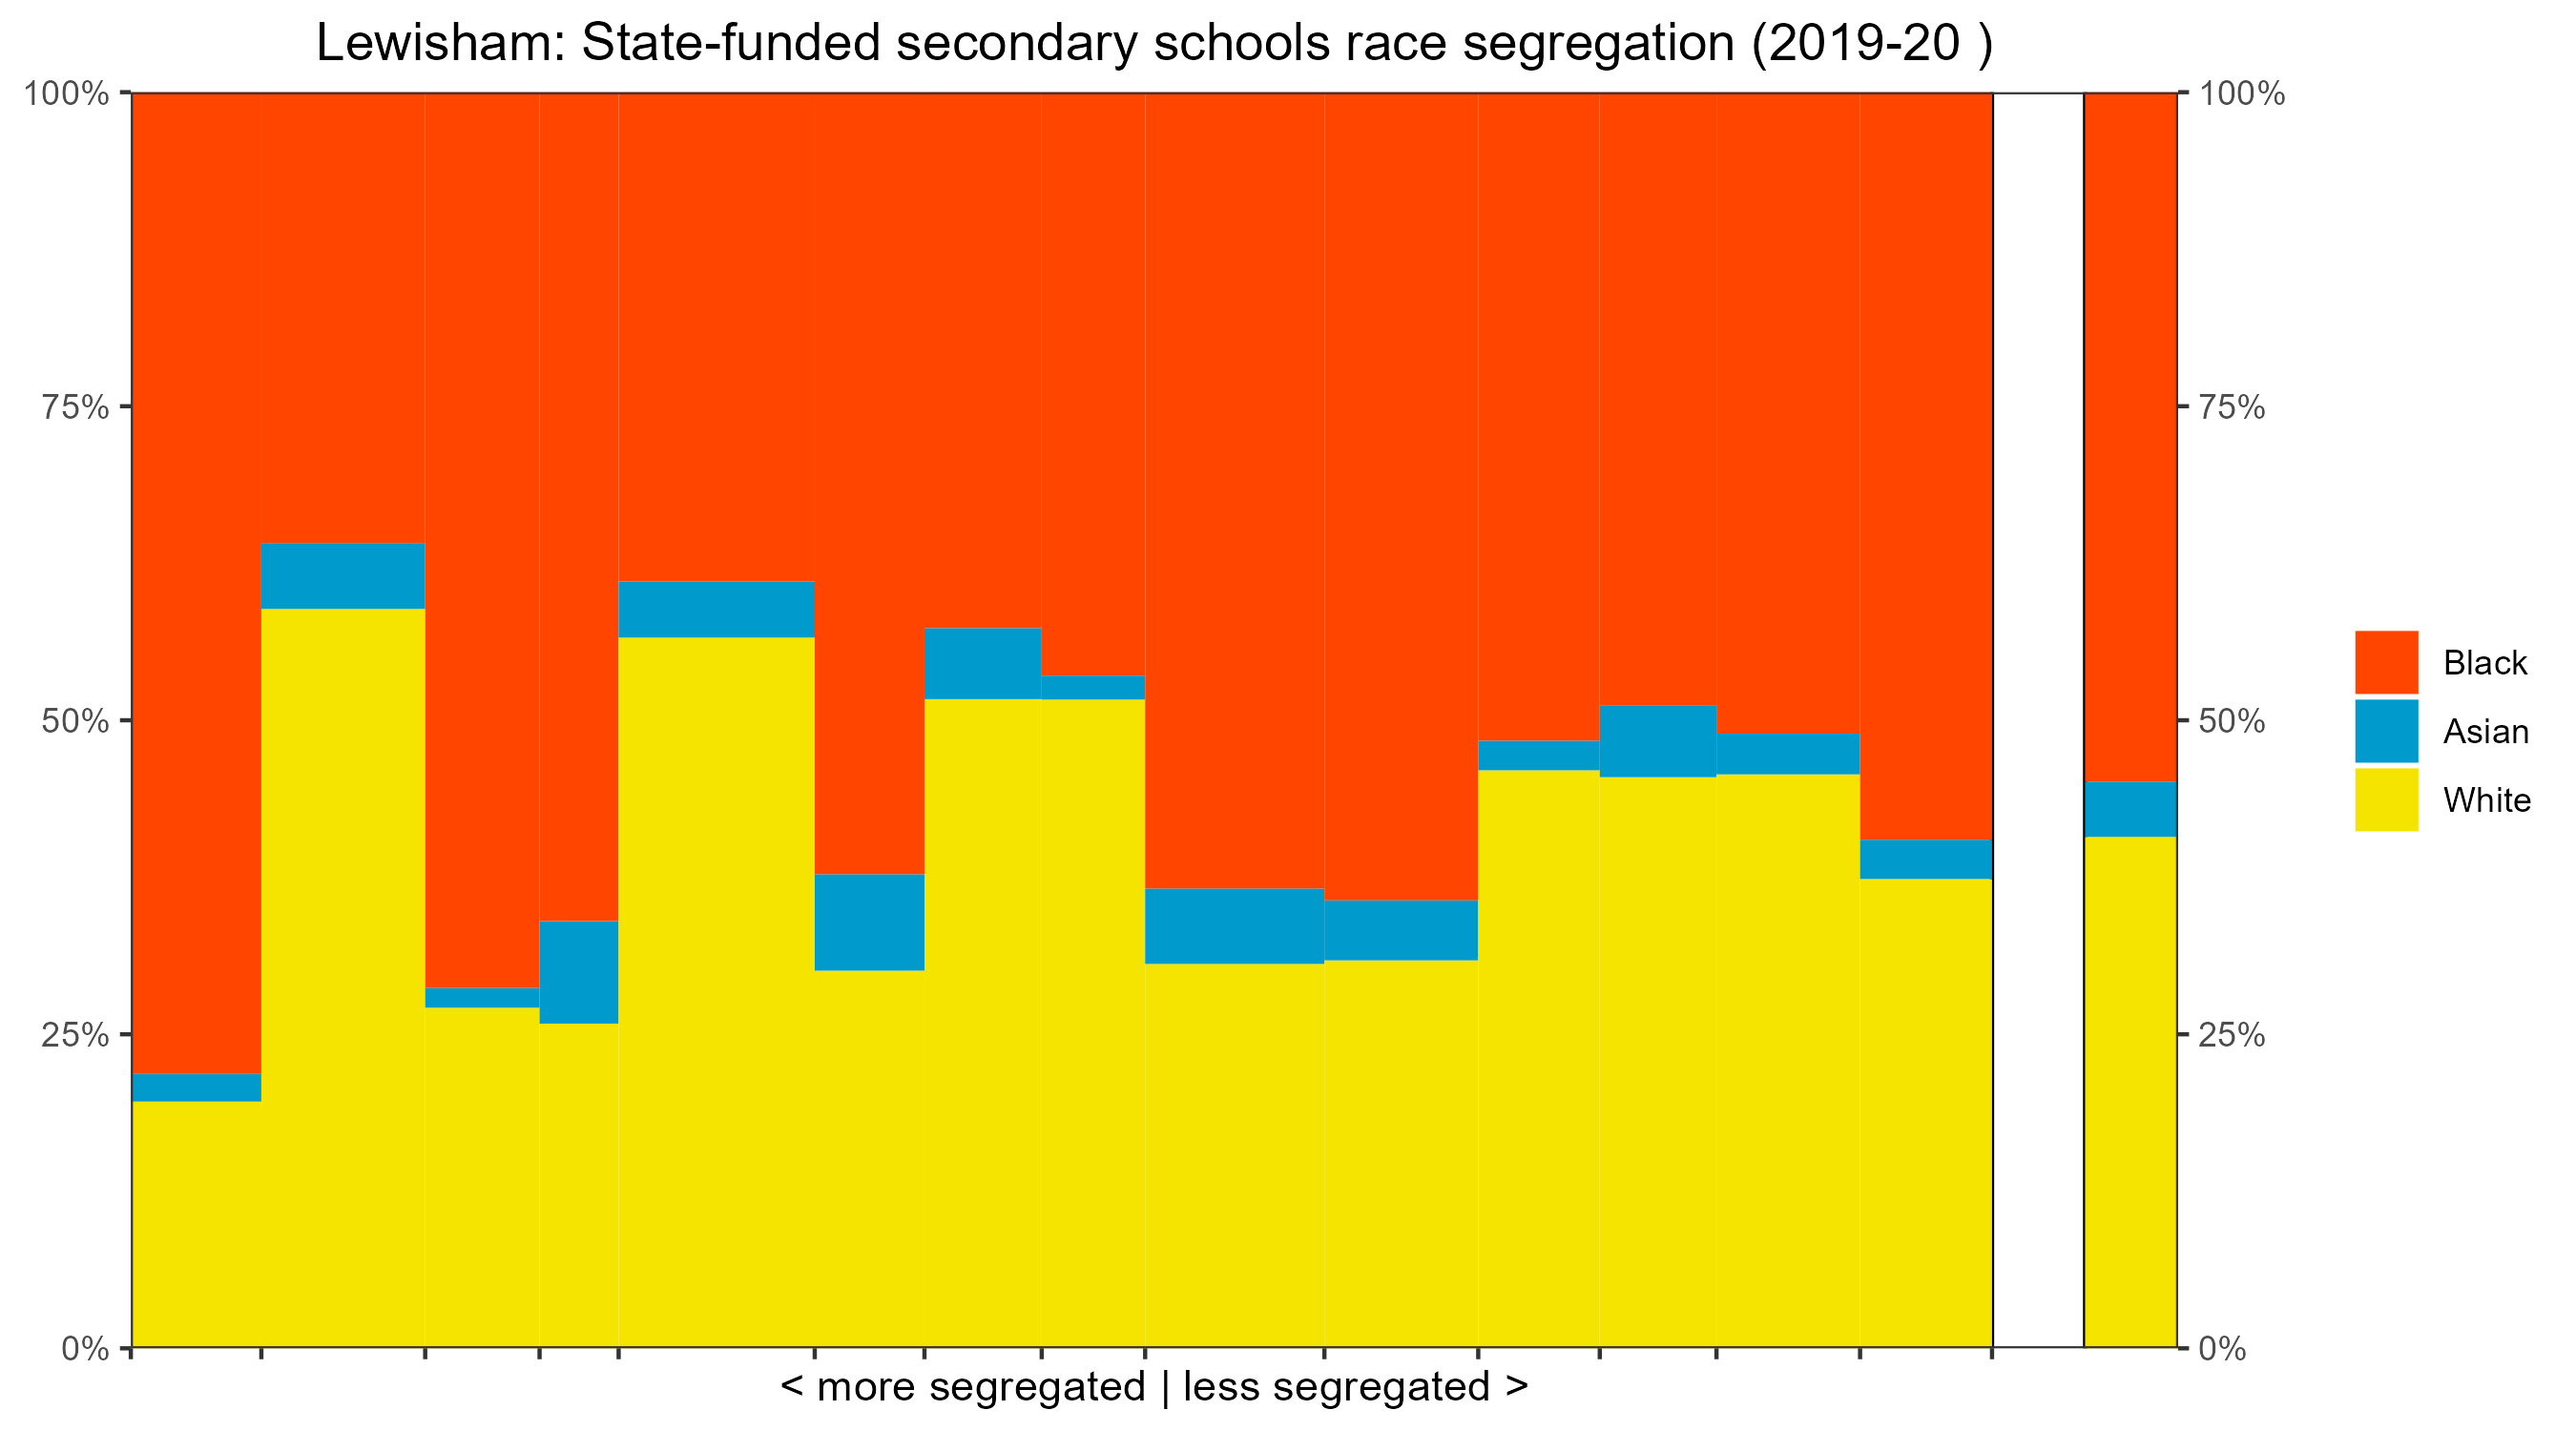 Lewisham: State-funded secondary schools race segregation (2019-20 )
100%
75%
50%
25%
0%
100%
75%
50%
25%
0%
Black
Asian
White
< more segregated | less segregated >